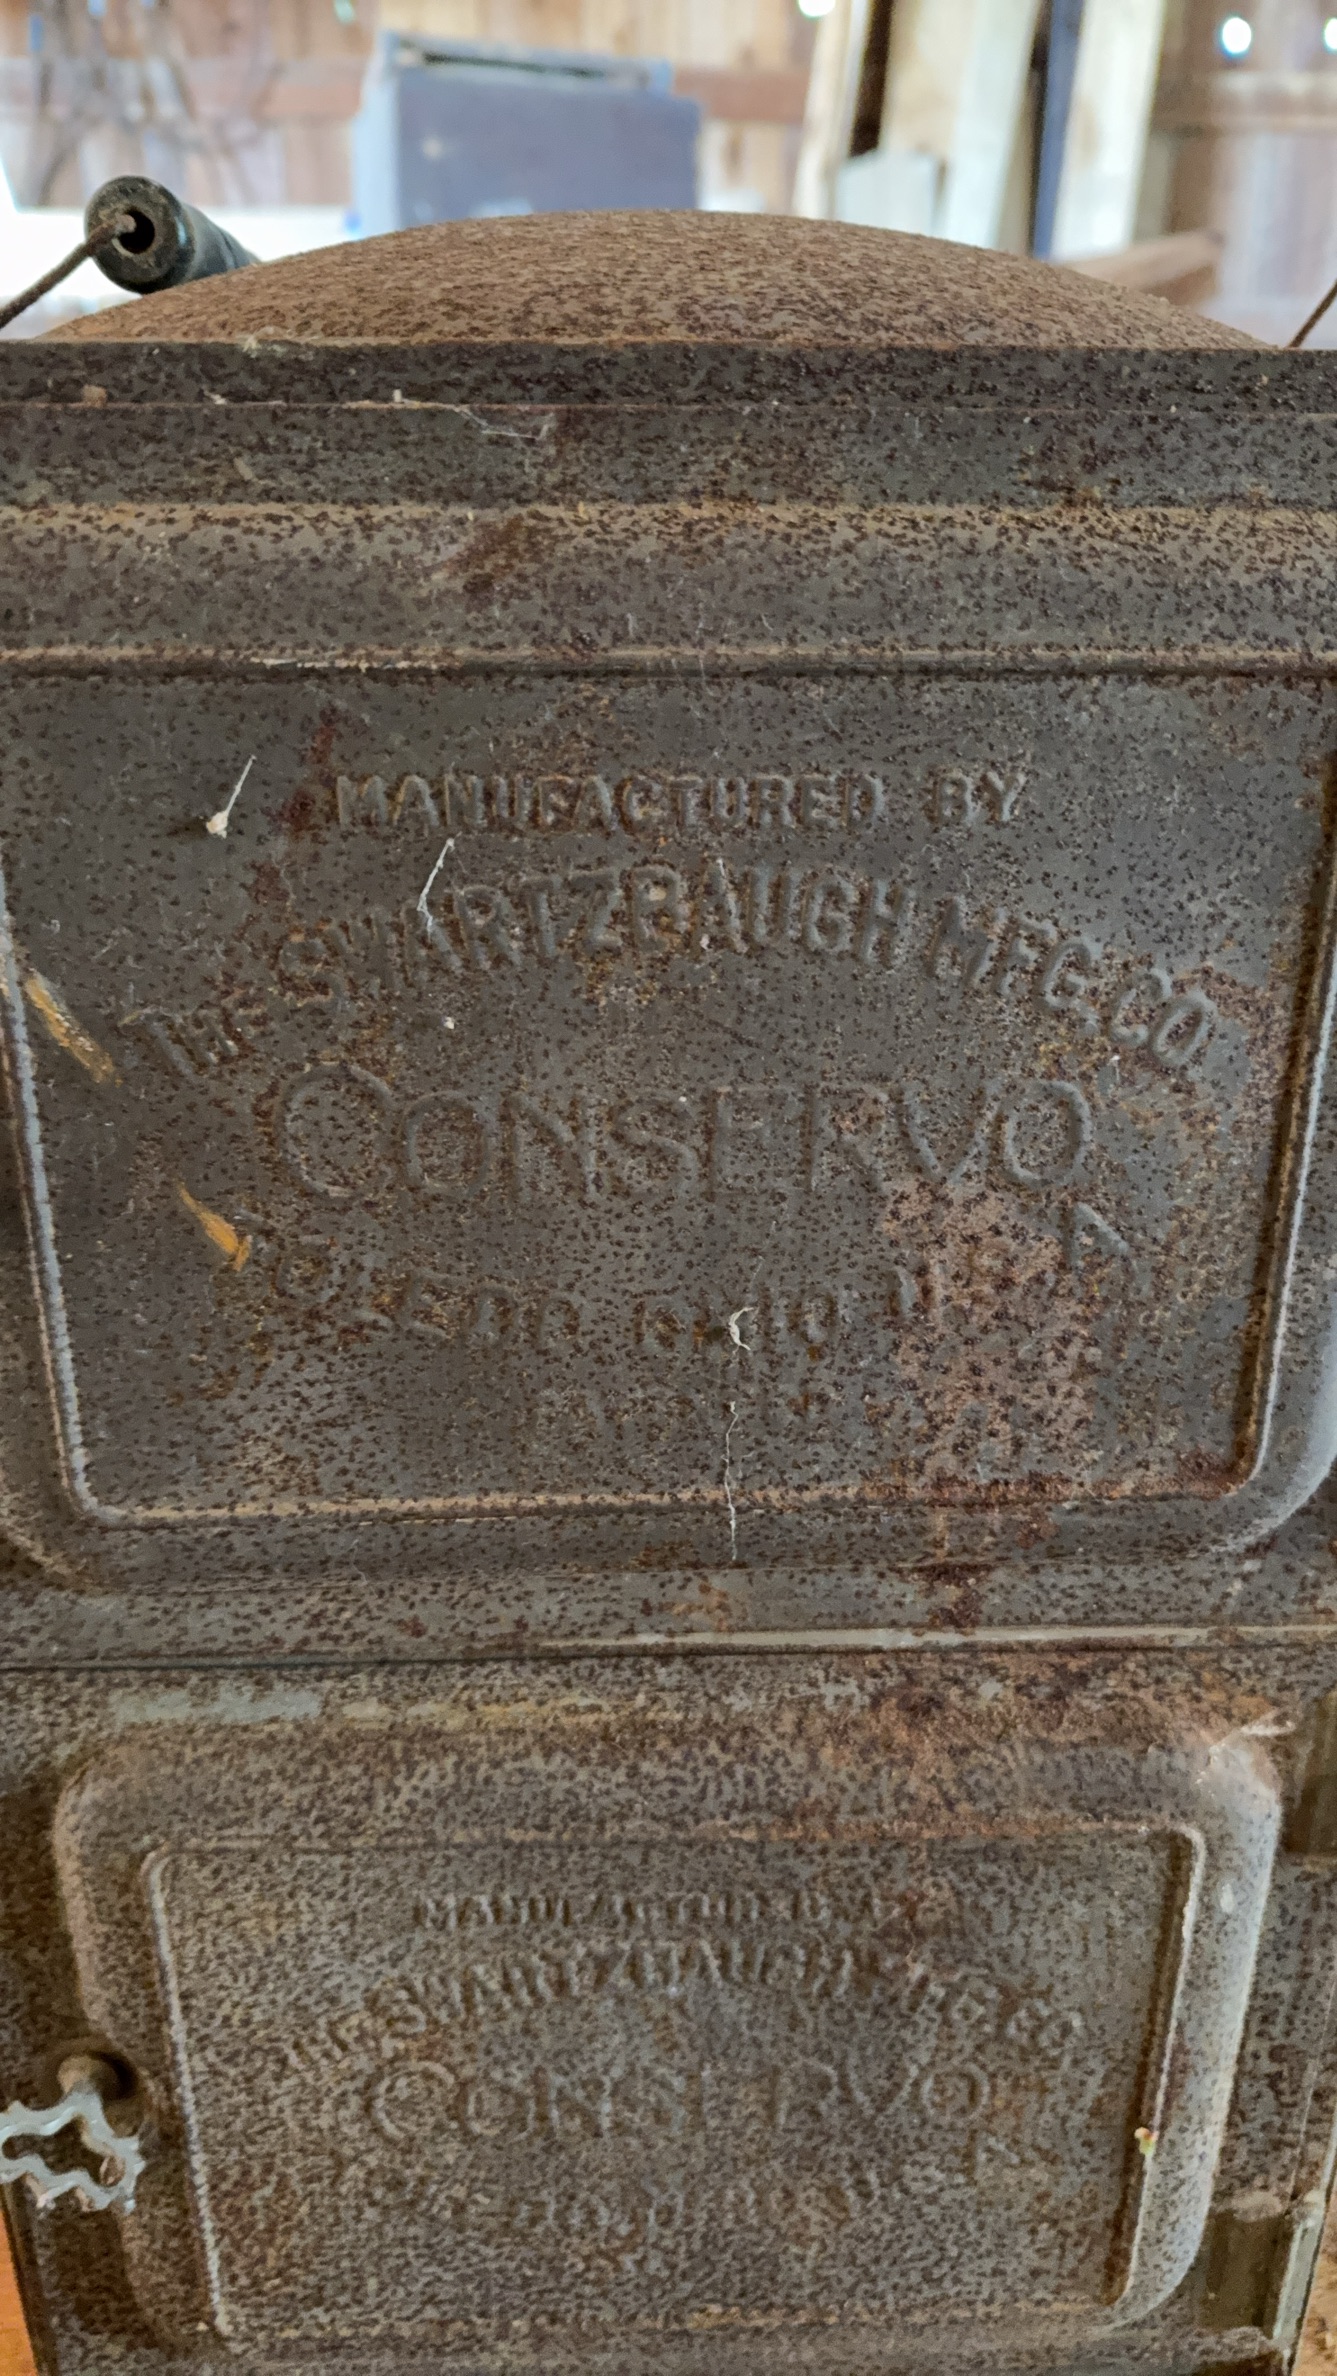 MANUFACTURED BY
THE SWARTZBAUGH MFG. CO
CONSERVO
TOLEDO, OHIO, U.S.A.
MANUFACTURED BY
THE SWARTZBAUGH MFG. CO
CONSERVO